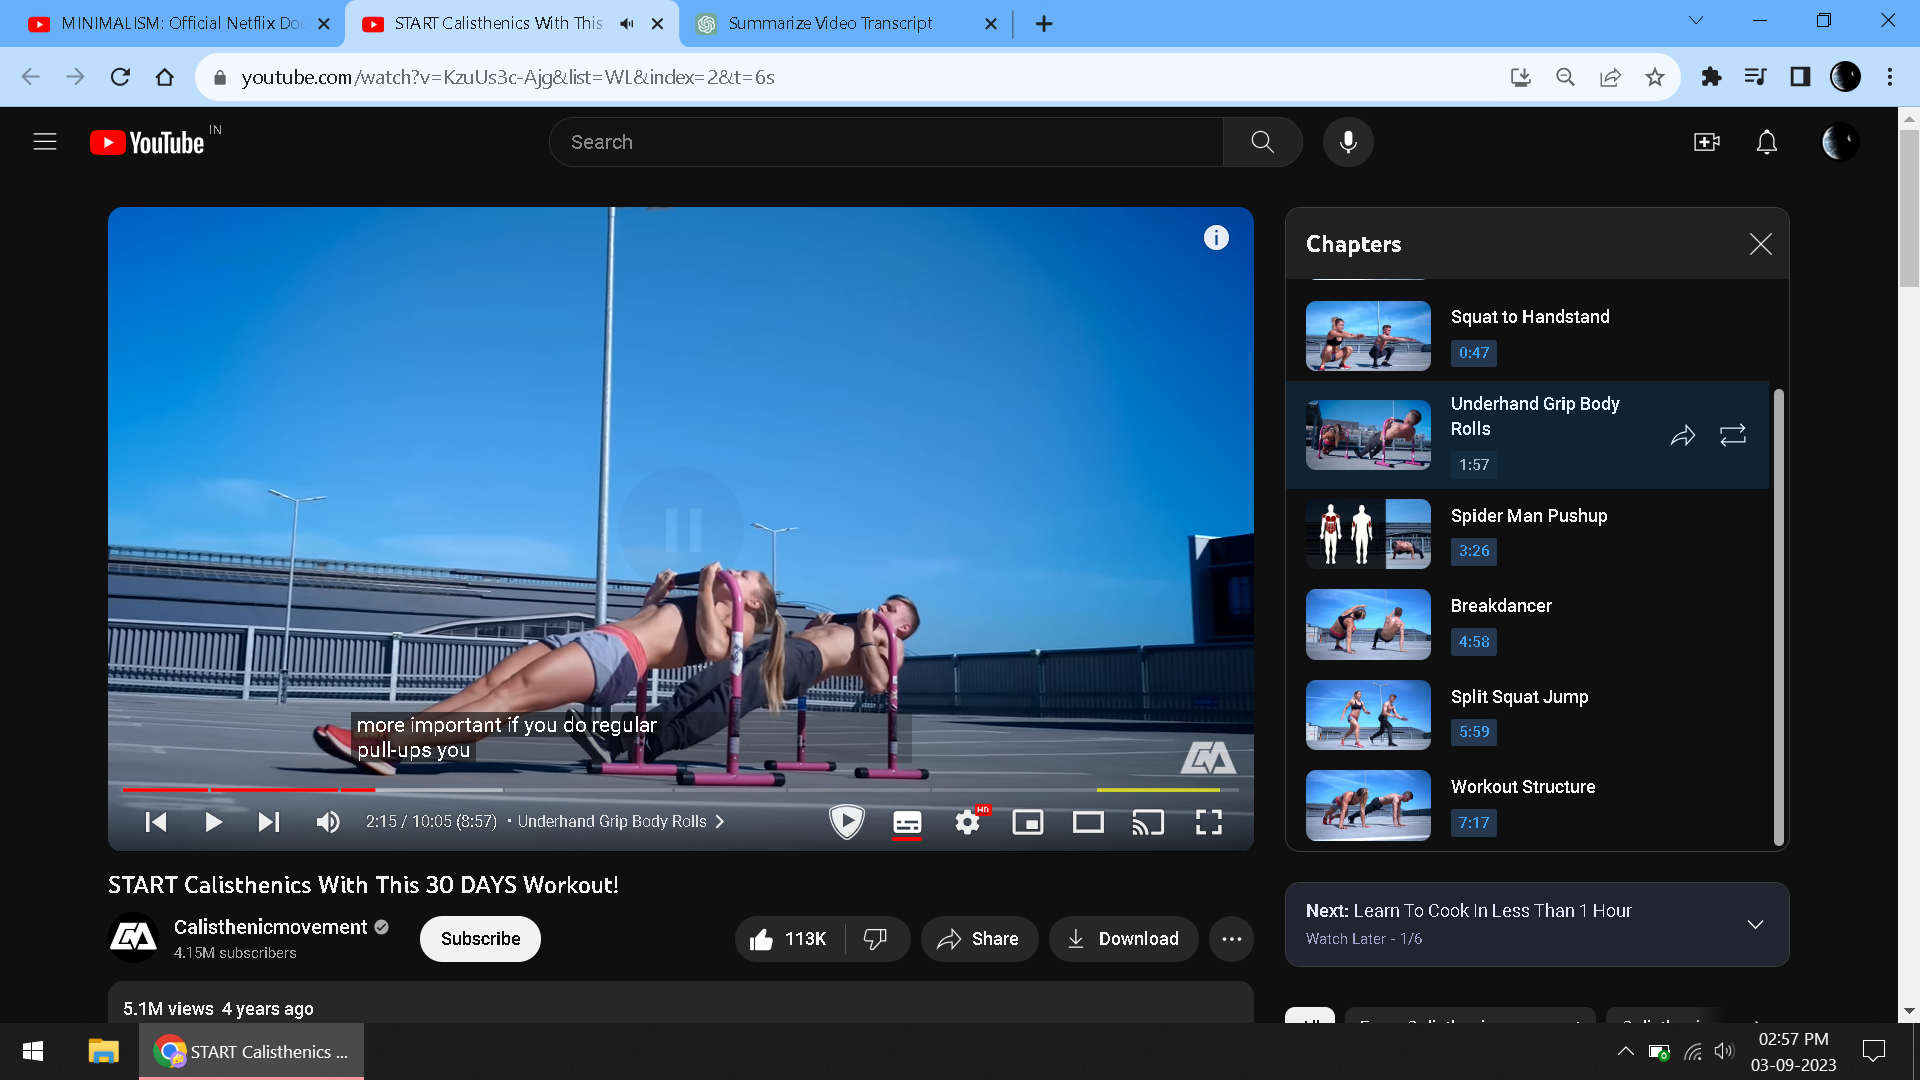 MINIMALISM: Official Netflix Doc
START Calisthenics With This
Summarize Video Transcript
youtube.com/watch?v=KzuUs3c-Ajg&list=WL&index=2&t=6s
YouTube IN
Search
Chapters
Squat to Handstand
0:47
Underhand Grip Body
Rolls
1:57
Spider Man Pushup
3:26
Breakdancer
4:58
Split Squat Jump
5:59
Workout Structure
7:17
more important if you do regular
pull-ups you
HD
2:15 / 10:05 (8:57) • Underhand Grip Body Rolls
START Calisthenics With This 30 DAYS Workout!
Calisthenicmovement
4.15M subscribers
Subscribe
113K
Share
Download
Next: Learn To Cook In Less Than 1 Hour
Watch Later - 1/6
5.1M views 4 years ago
START Calisthenics ...
02:57 PM
03-09-2023